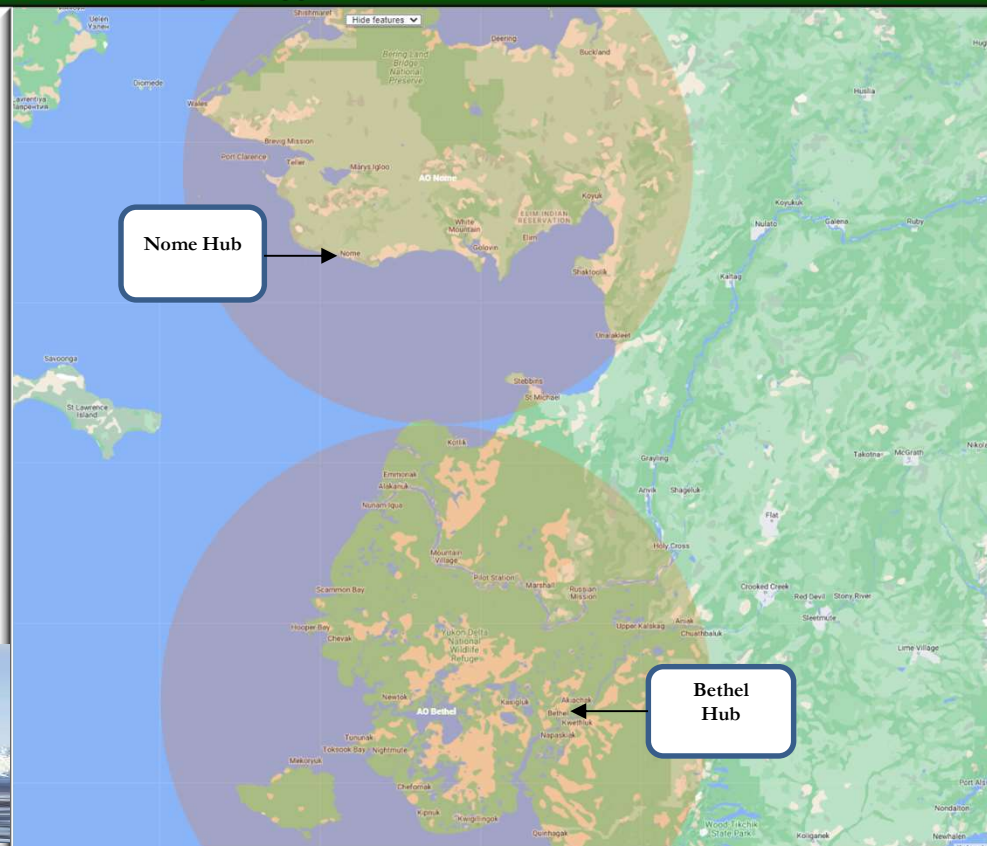 Uelen
Уэлен
Shishmaref
Hide features
Deering
Buckland
Bering Land
Bridge
National
Preserve
Diomede
Huslia
Wales
Brevig Mission
Port Clarence
Teller
Marys Igloo
AO Nome
Koyuk
Koyukuk
Nulato
Galena
Ruby
White
Mountain
ELIM INDIAN
RESERVATION
Elim
Golovin
Nome Hub
Nome
Shaktoolik
Kaltag
Unalakleet
Savoonga
St Lawrence
Island
Stebbins
St Michael
Kotlik
Grayling
Takotna
McGrath
Emmonak
Alakanuk
Nunam Iqua
Anvik
Shageluk
Flat
Mountain
Village
Holy Cross
Pilot Station
Marshall
Russian
Mission
Scammon Bay
Crooked Creek
Red Devil
Stony River
Sleetmute
Hooper Bay
Chevak
Upper Kalskag
Aniak
Chuathbaluk
Yukon Delta
National
Wildlife
Refuge
Lime Village
Newtok
AO Bethel
Kasigluk
Akiachak
Bethel
Kwethluk
Napaskiak
Bethel
Hub
Tununak
Toksook Bay
Nightmute
Mekoryuk
Chefornak
Kipnuk
Kwigillingok
Quinhagak
Wood-Tikchik
State Park
Koliganek
Nondalton
Newhalen